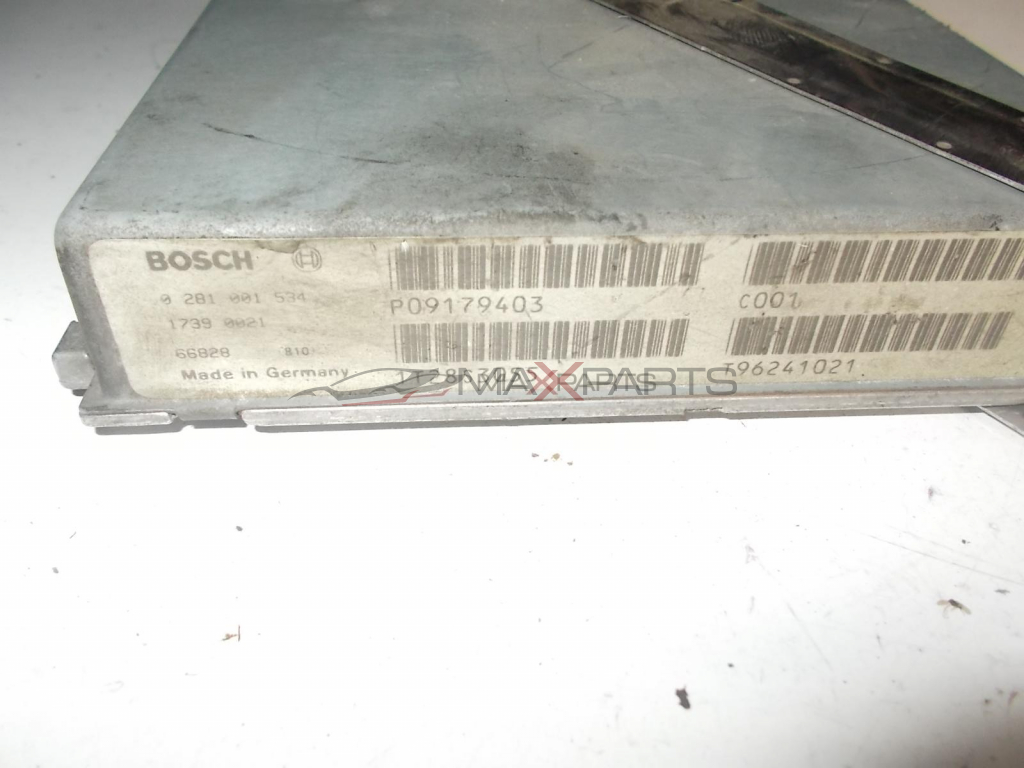 BOSCH
0 281 001 534
1739 0021
66828 810
Made in Germany
P09179403
C001
T96241021
MAXXPARTS